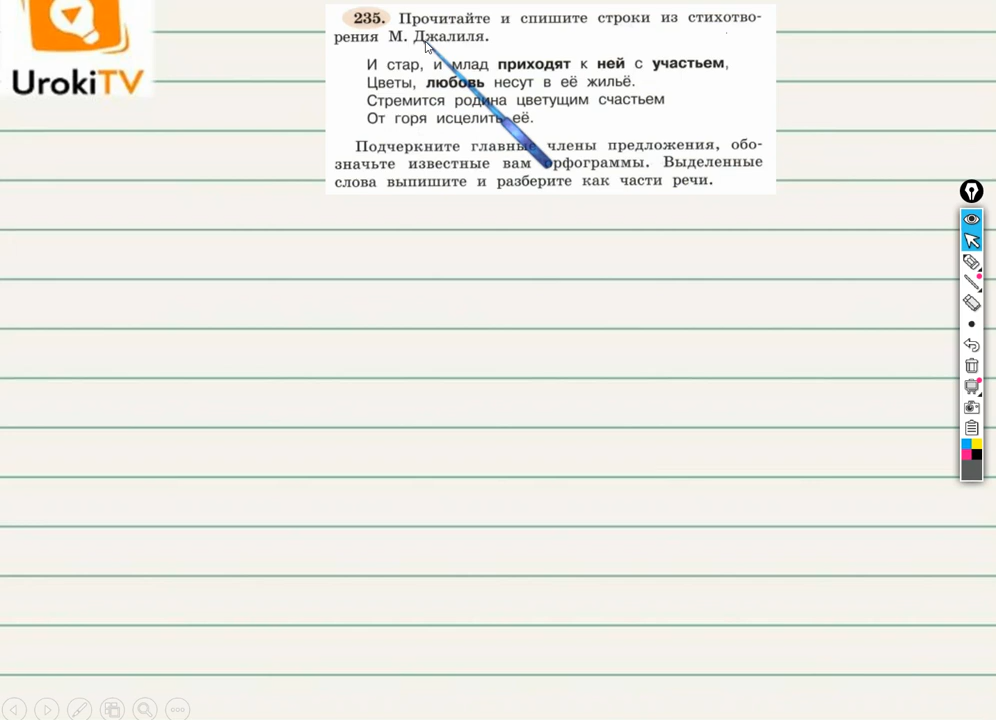 UrokiTV
235. Прочитайте и спишите строки из стихотво-
рения М. Джалиля.
И стар, и млад приходят к ней с участьем,
Цветы, любовь несут в её жильё.
Стремится родина цветущим счастьем
От горя исцелить её.
Подчеркните главные члены предложения, обо-
значьте известные вам орфограммы. Выделенные
слова выпишите и разберите как части речи.